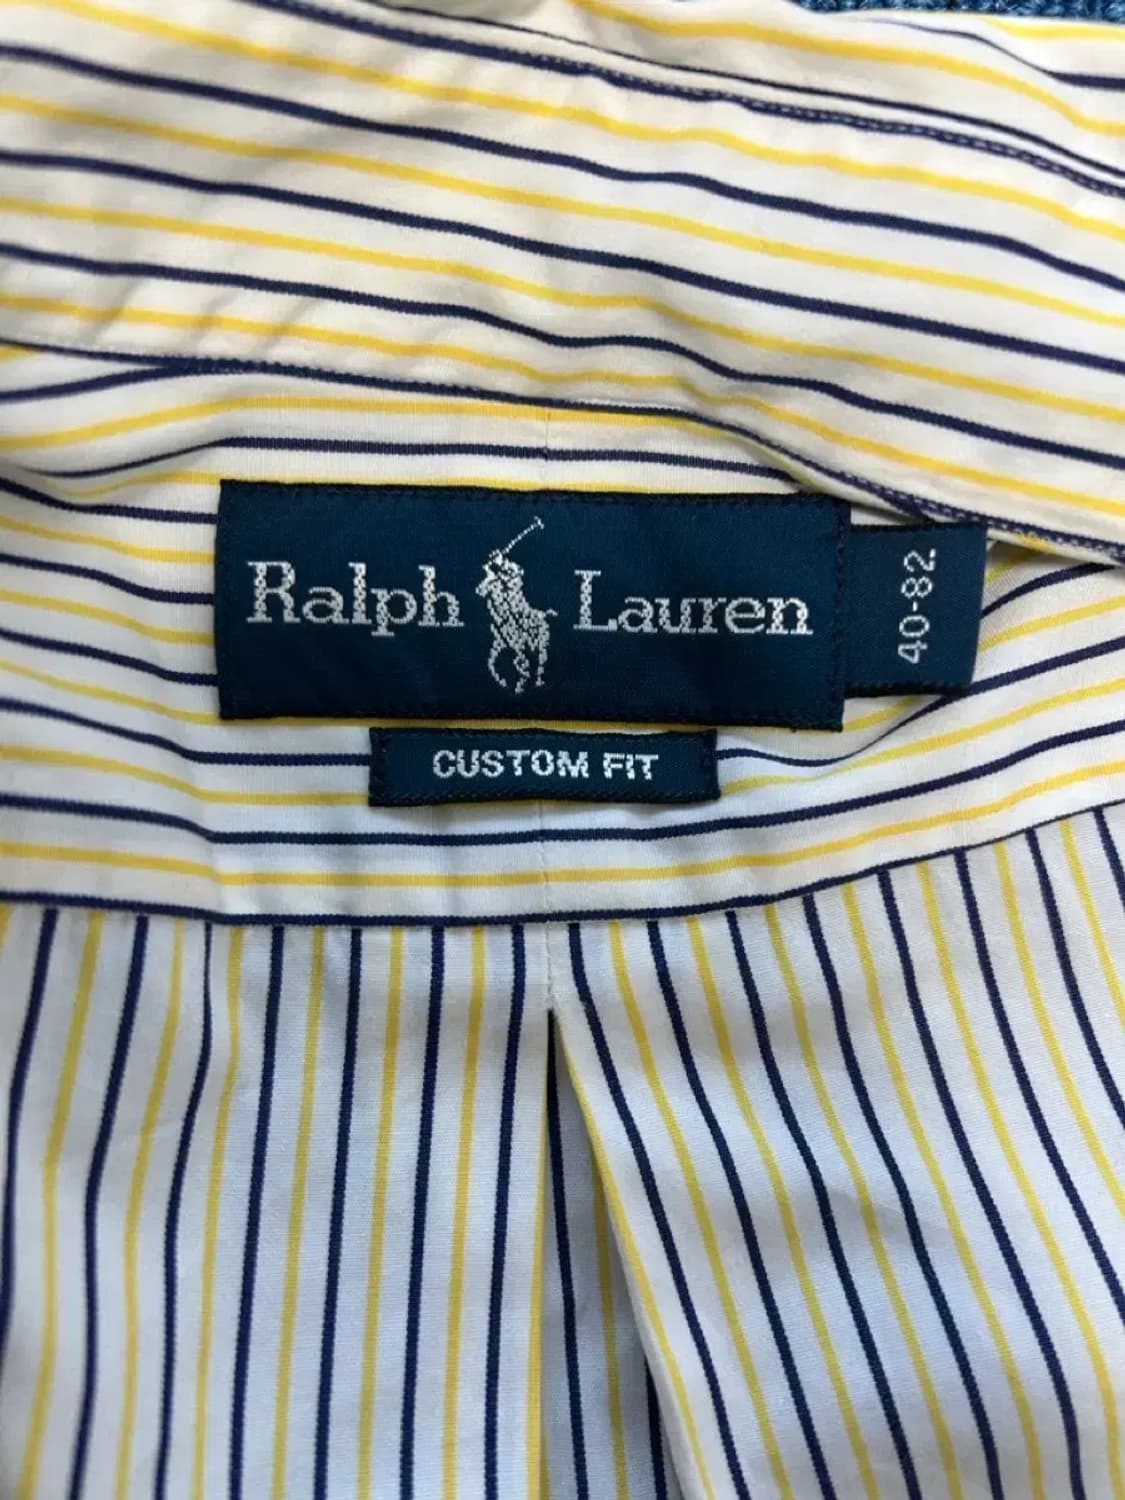 Ralph Lauren
40-82
CUSTOM FIT